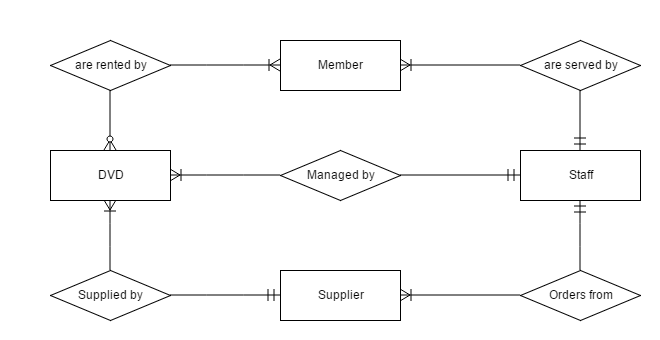 are rented by
Member
are served by
DVD
Managed by
Staff
Supplied by
Supplier
Orders from